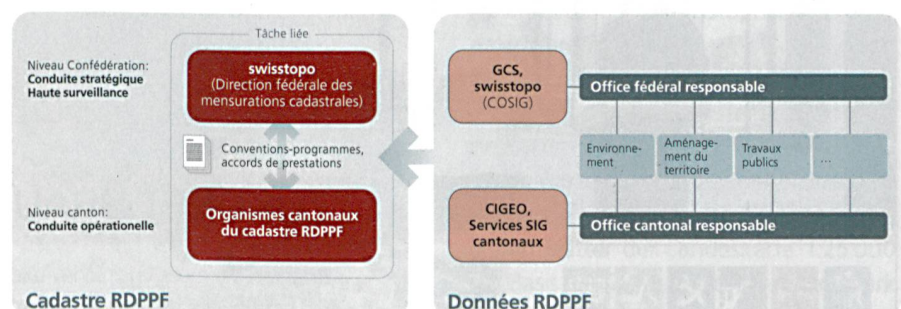 Tâche liée
Niveau Confédération:
Conduite stratégique
Haute surveillance
swisstopo
(Direction fédérale des
mensurations cadastrales)
Conventions-programmes,
accords de prestations
Niveau canton:
Conduite opérationelle
Organismes cantonaux
du cadastre RDPPF
Cadastre RDPPF
GCS,
swisstopo
(COSIG)
Office fédéral responsable
Environne-
ment
Aménage-
ment du
territoire
Travaux
publics
...
CIGEO,
Services SIG
cantonaux
Office cantonal responsable
Données RDPPF